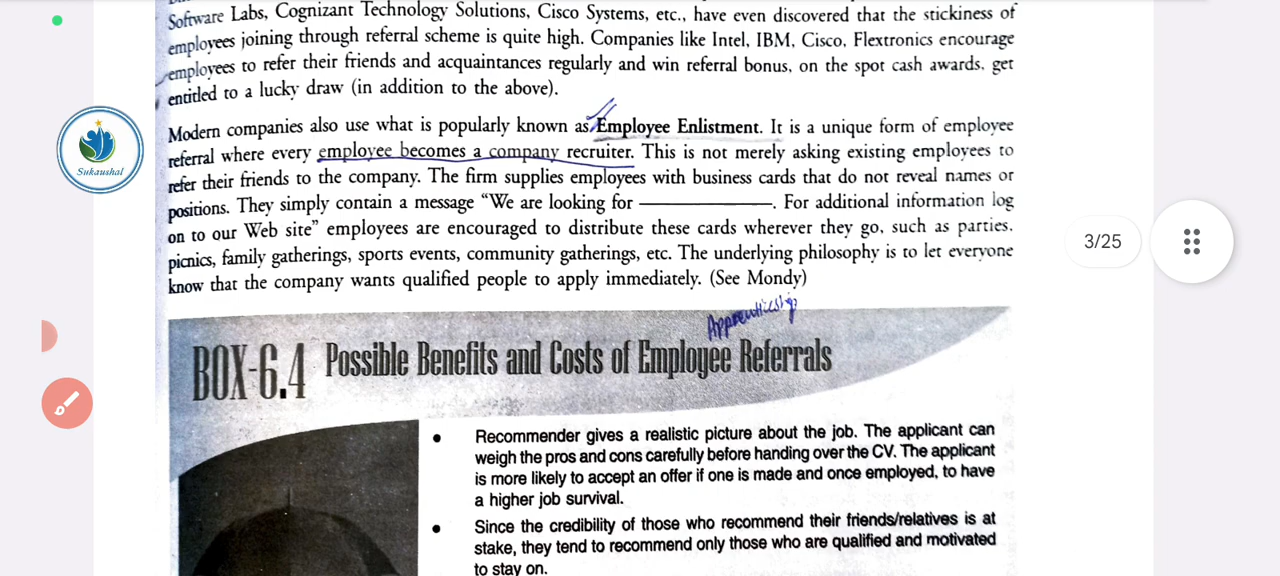 Software Labs, Cognizant Technology Solutions, Cisco Systems, etc., have even discovered that the stickiness of
employees joining through referral scheme is quite high. Companies like Intel, IBM, Cisco, Flextronics encourage
employees to refer their friends and acquaintances regularly and win referral bonus, on the spot cash awards, get
entitled to a lucky draw (in addition to the above).
Modern companies also use what is popularly known as Employee Enlistment. It is a unique form of employee
referral where every employee becomes a company recruiter. This is not merely asking existing employees to
refer their friends to the company. The firm supplies employees with business cards that do not reveal names or
positions. They simply contain a message “We are looking for ————————. For additional information log
on to our Web site” employees are encouraged to distribute these cards wherever they go, such as parties,
picnics, family gatherings, sports events, community gatherings, etc. The underlying philosophy is to let everyone
know that the company wants qualified people to apply immediately. (See Mondy)
Sukaushal
3/25
BOX-6.4 Possible Benefits and Costs of Employee Referrals
• Recommender gives a realistic picture about the job. The applicant can
weigh the pros and cons carefully before handing over the CV. The applicant
is more likely to accept an offer if one is made and once employed, to have
a higher job survival.
• Since the credibility of those who recommend their friends/relatives is at
stake, they tend to recommend only those who are qualified and motivated
to stay on.